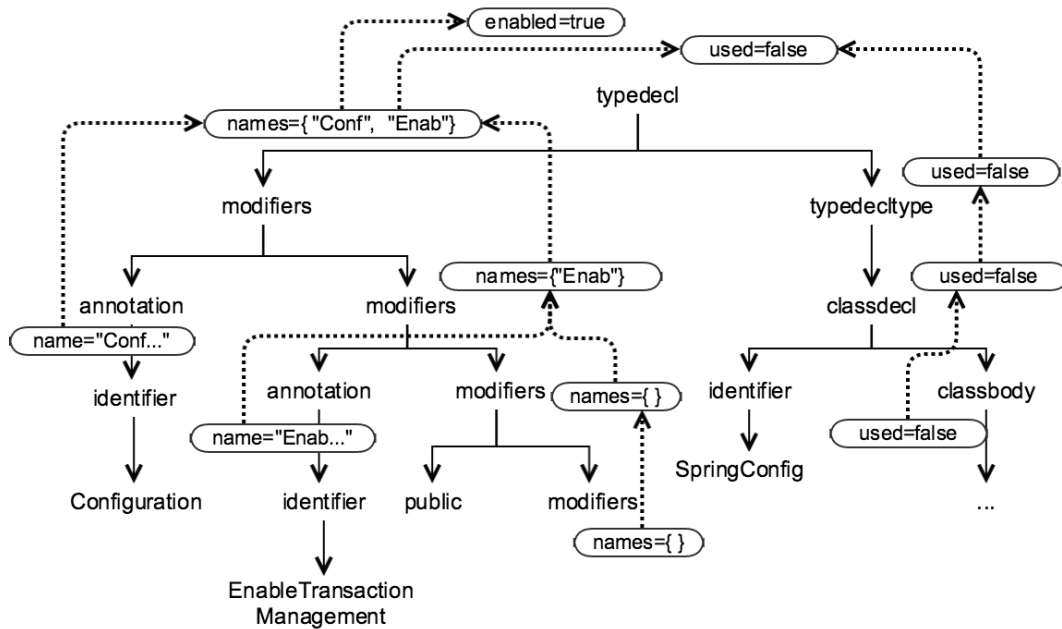 enabled=true
used=false
typedecl
names={ "Conf", "Enab"}
used=false
modifiers
typedecltype
names={"Enab"}
used=false
annotation
modifiers
classdecl
name="Conf..."
identifier
annotation
modifiers
names={ }
identifier
classbody
name="Enab..."
used=false
SpringConfig
Configuration
identifier
public
modifiers
...
names={ }
EnableTransaction
Management